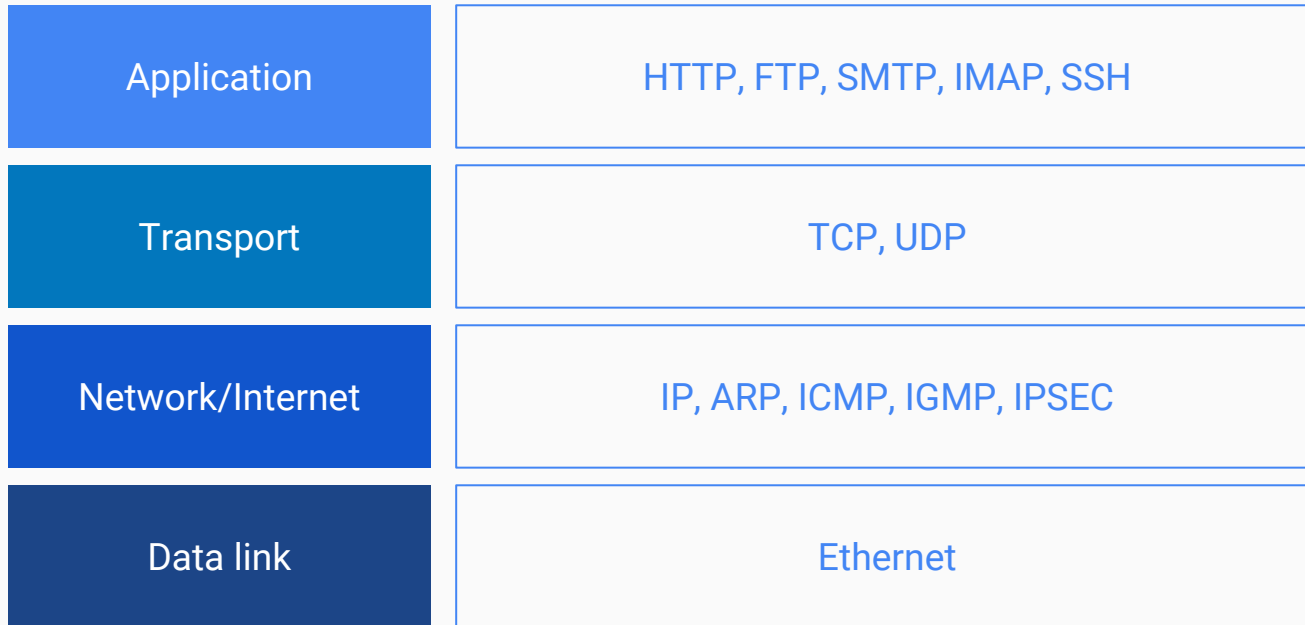 Application
HTTP, FTP, SMTP, IMAP, SSH
Transport
TCP, UDP
Network/Internet
IP, ARP, ICMP, IGMP, IPSEC
Data link
Ethernet